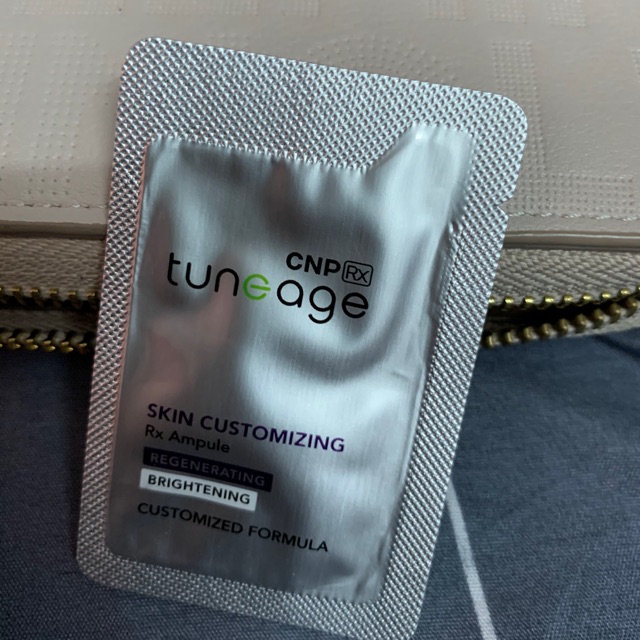 CNP RX
tuneage
SKIN CUSTOMIZING
Rx Ampule
REGENERATING
BRIGHTENING
CUSTOMIZED FORMULA